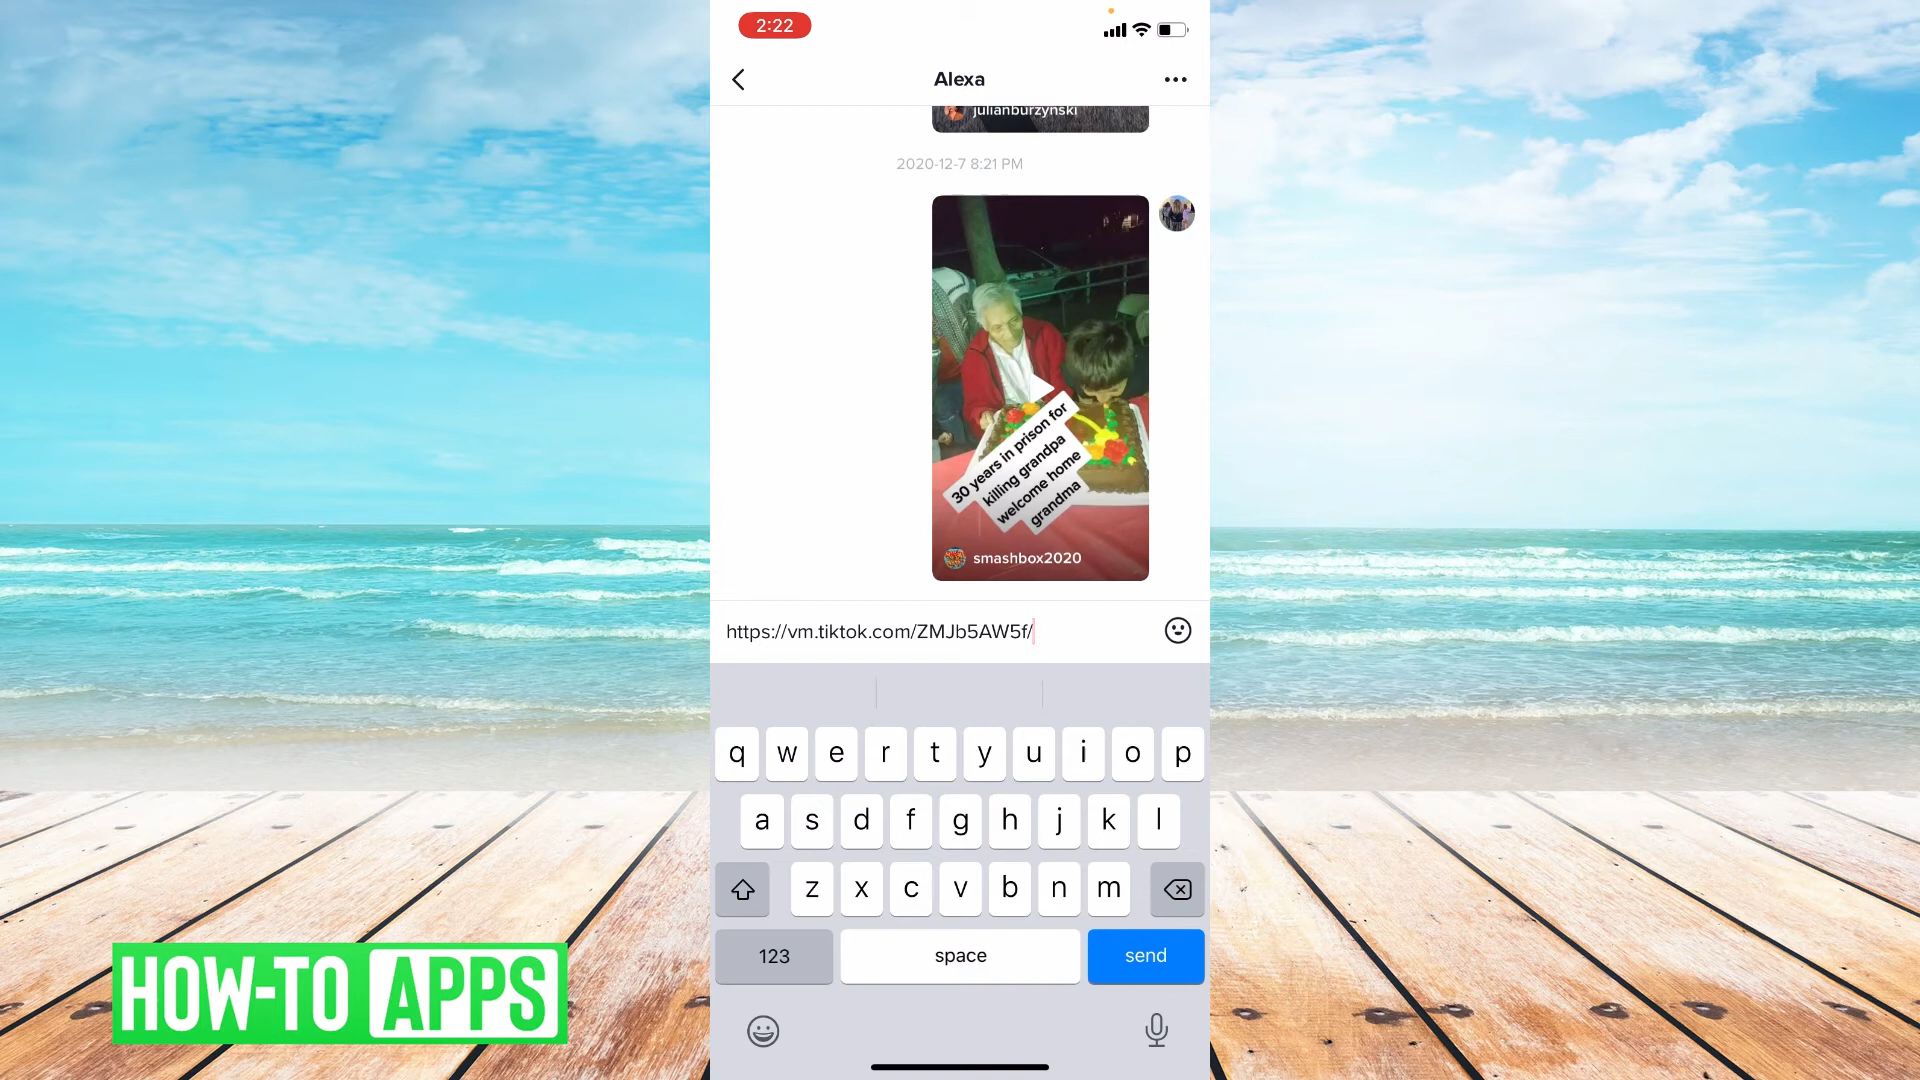 2:22
Alexa
julianburzynski
2020-12-7 8:21 PM
30 years in prison for
killing grandpa
welcome home
grandma
smashbox2020
https://vm.tiktok.com/ZMJb5AW5f/
q w e r t y u i o p
a s d f g h j k l
z x c v b n m
123 space send
HOW-TO APPS